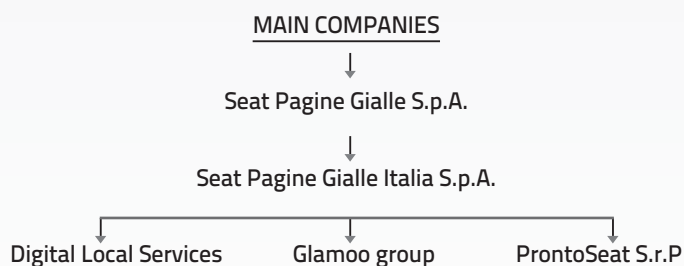 MAIN COMPANIES
Seat Pagine Gialle S.p.A.
Seat Pagine Gialle Italia S.p.A.
Digital Local Services Glamoo group ProntoSeat S.r.P